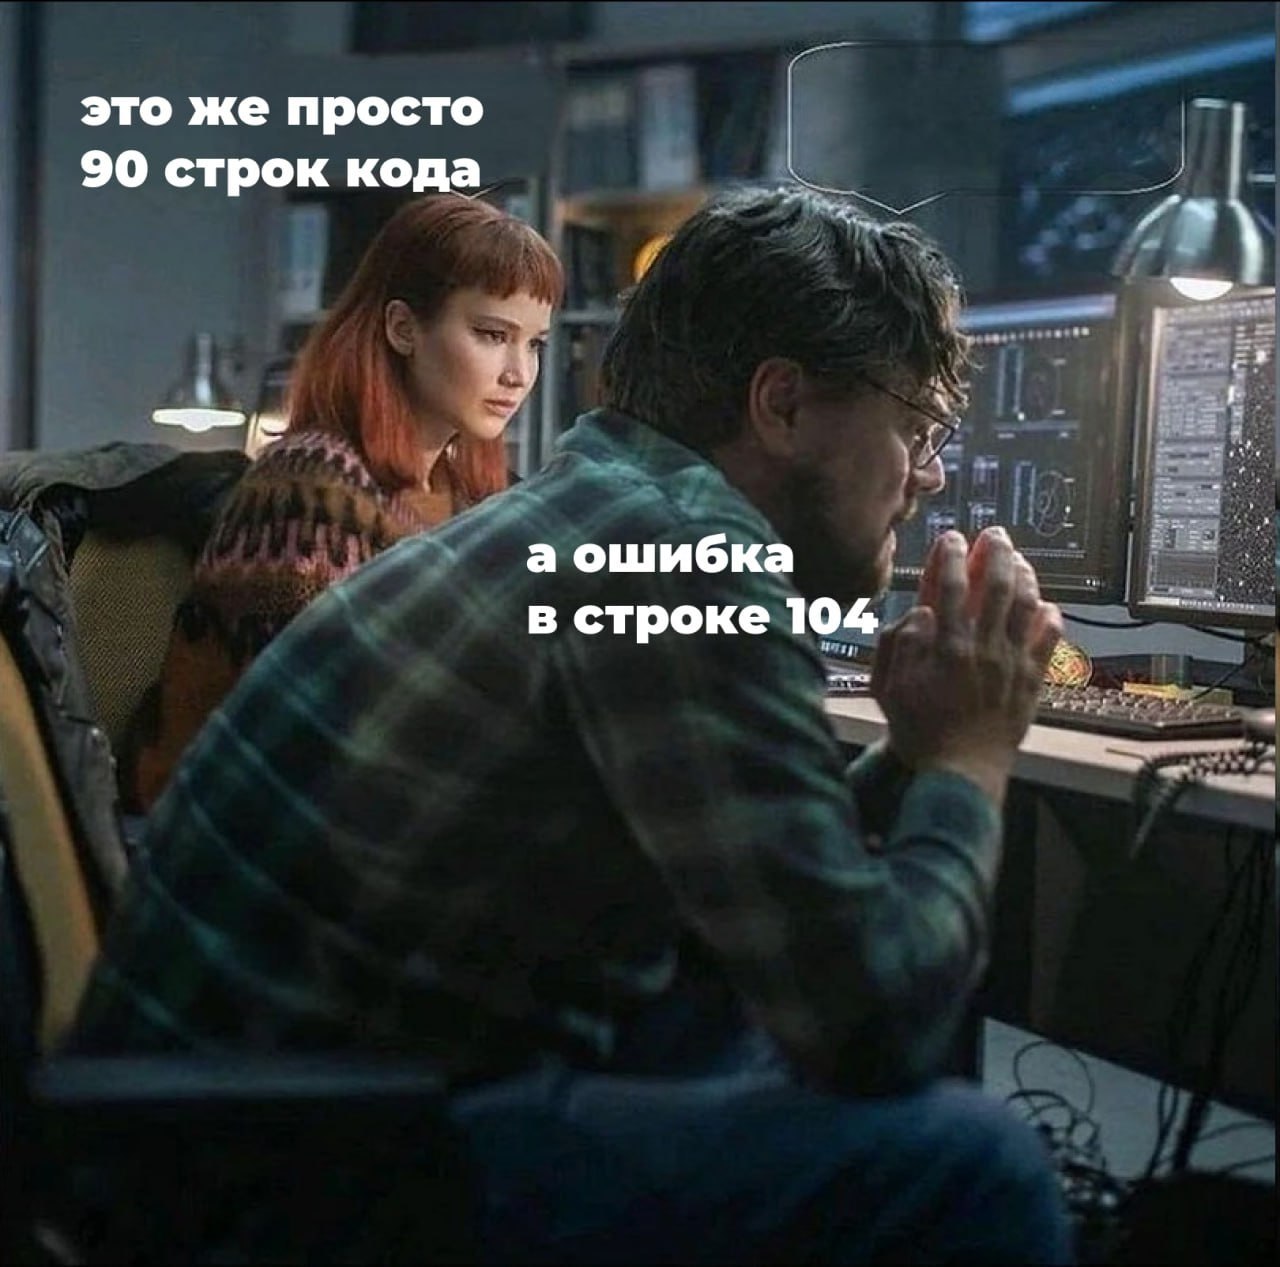 это же просто
90 строк кода
а ошибка
в строке 104